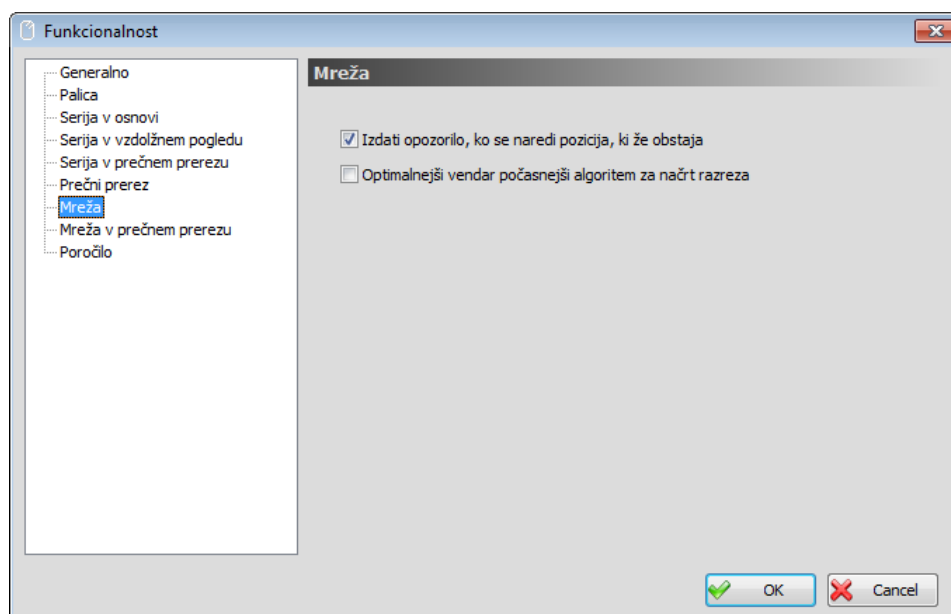 Funkcionalnost
Generalno
Palica
Serija v osnovi
Serija v vzdolžnem pogledu
Serija v prečnem prerezu
Prečni prerez
Mreža
Mreža v prečnem prerezu
Poročilo
Mreža
Izdati opozorilo, ko se naredi pozicija, ki že obstaja
Optimalnejši vendar počasnejši algoritem za načrt razreza
OK
Cancel